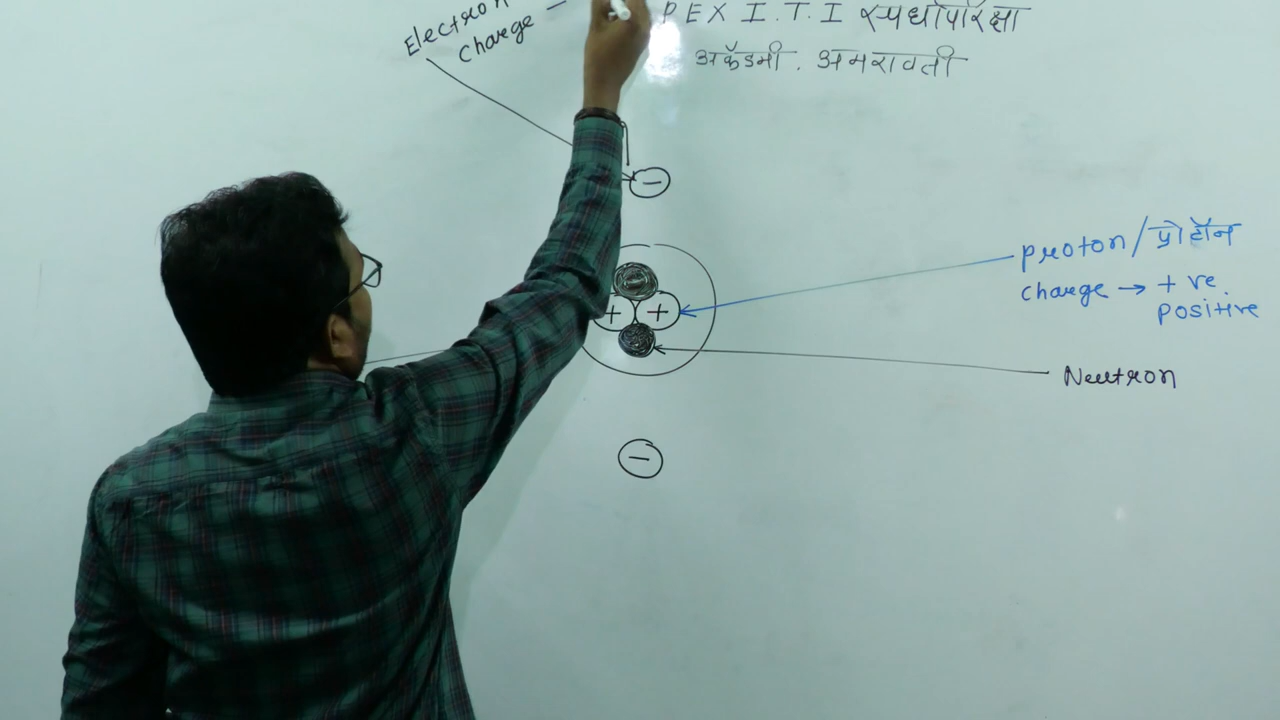 Electron
charge –
PEX I.T.I स्पर्धापरिक्षा
अकॅडमी. अमरावती
−
proton/प्रोटॉन
charge → + ve.
positive
+ +
Neutron
−